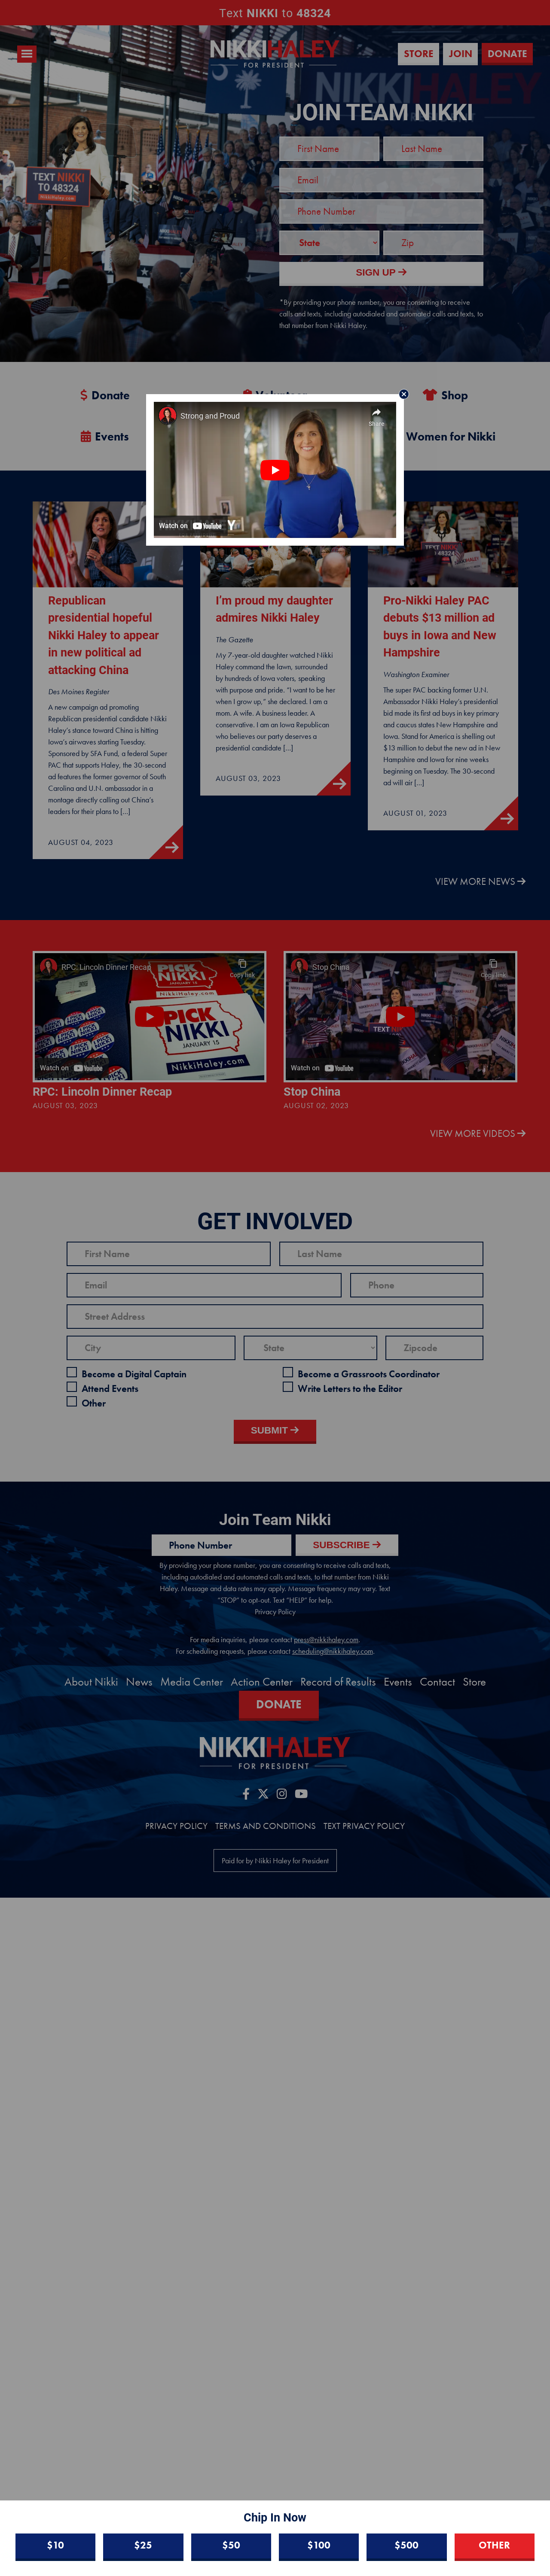 Text NIKKI to 48324
NIKKIHALEY
FOR PRESIDENT
STORE
JOIN
DONATE
JOIN TEAM NIKKI
First Name
Last Name
Email
Phone Number
State
Zip
SIGN UP
*By providing your phone number, you are consenting to receive
calls and texts, including autodialed and automated calls and texts, to
that number from Nikki Haley.
TEXT NIKKI
TO 48324
Donate
Shop
Events
Women for Nikki
Strong and Proud
Share
Watch on YouTube
Republican
presidential hopeful
Nikki Haley to appear
in new political ad
attacking China
Des Moines Register
A new campaign ad promoting
Republican presidential candidate Nikki
Haley's stance toward China is hitting
Iowa's airwaves starting Tuesday.
Sponsored by SFA Fund, a federal Super
PAC that supports Haley, the 30-second
ad features the former governor of South
Carolina and U.N. ambassador in a
montage directly calling out China's
leaders for their plans to [...]
AUGUST 04, 2023
I'm proud my daughter
admires Nikki Haley
The Gazette
My 7-year-old daughter watched Nikki
Haley command the lawn, surrounded
by hundreds of Iowa voters, speaking
with purpose and pride. "I want to be her
when I grow up," she declared. I am a
mom. A wife. A business leader. A
conservative. I am an Iowa Republican
who believes our party deserves a
presidential candidate [...]
AUGUST 03, 2023
Pro-Nikki Haley PAC
debuts $13 million ad
buys in Iowa and New
Hampshire
Washington Examiner
The super PAC backing former U.N.
Ambassador Nikki Haley's presidential
bid made its first ad buys in key primary
and caucus states New Hampshire and
Iowa. Stand for America is shelling out
$13 million to debut the new ad in New
Hampshire and Iowa for nine weeks
beginning on Tuesday. The 30-second
ad will air [...]
AUGUST 01, 2023
VIEW MORE NEWS
RPC: Lincoln Dinner Recap
Copy link
PICK
NIKKI
JANUARY 15
NikkiHaley.com
Watch on YouTube
Stop China
Copy link
Watch on YouTube
RPC: Lincoln Dinner Recap
AUGUST 03, 2023
Stop China
AUGUST 02, 2023
VIEW MORE VIDEOS
GET INVOLVED
First Name
Last Name
Email
Phone
Street Address
City
State
Zipcode
Become a Digital Captain
Become a Grassroots Coordinator
Attend Events
Write Letters to the Editor
Other
SUBMIT
Join Team Nikki
Phone Number
SUBSCRIBE
By providing your phone number, you are consenting to receive calls and texts,
including autodialed and automated calls and texts, to that number from Nikki
Haley. Message and data rates may apply. Message frequency may vary. Text
"STOP" to opt-out. Text "HELP" for help.
Privacy Policy
For media inquiries, please contact press@nikkihaley.com.
For scheduling requests, please contact scheduling@nikkihaley.com.
About Nikki News Media Center Action Center Record of Results Events Contact Store
DONATE
NIKKIHALEY
FOR PRESIDENT
PRIVACY POLICY TERMS AND CONDITIONS TEXT PRIVACY POLICY
Paid for by Nikki Haley for President
Chip In Now
$10
$25
$50
$100
$500
OTHER